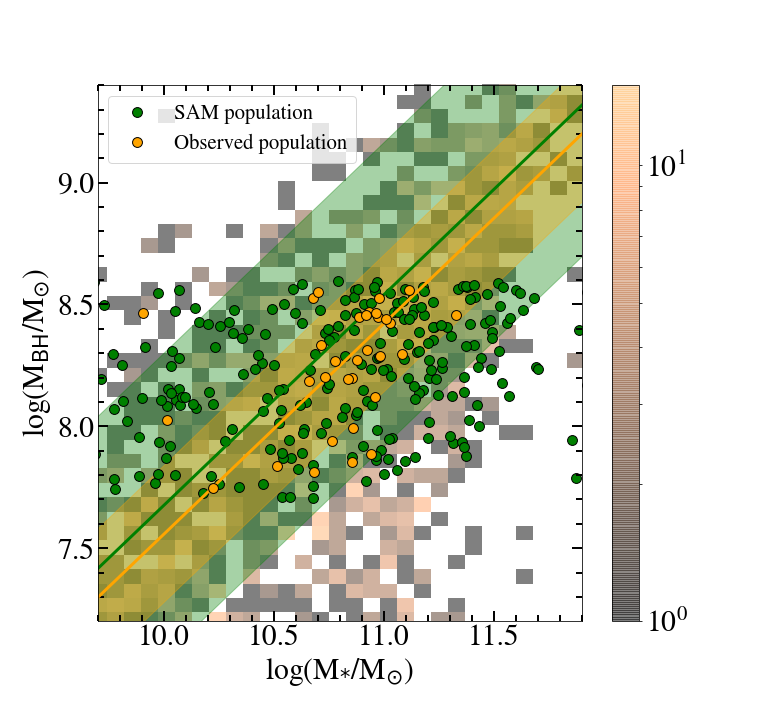 SAM population
Observed population
9.0
8.5
8.0
7.5
log(M_BH/M_⊙)
10.0 10.5 11.0 11.5
log(M*/M_⊙)
10^1
10^0